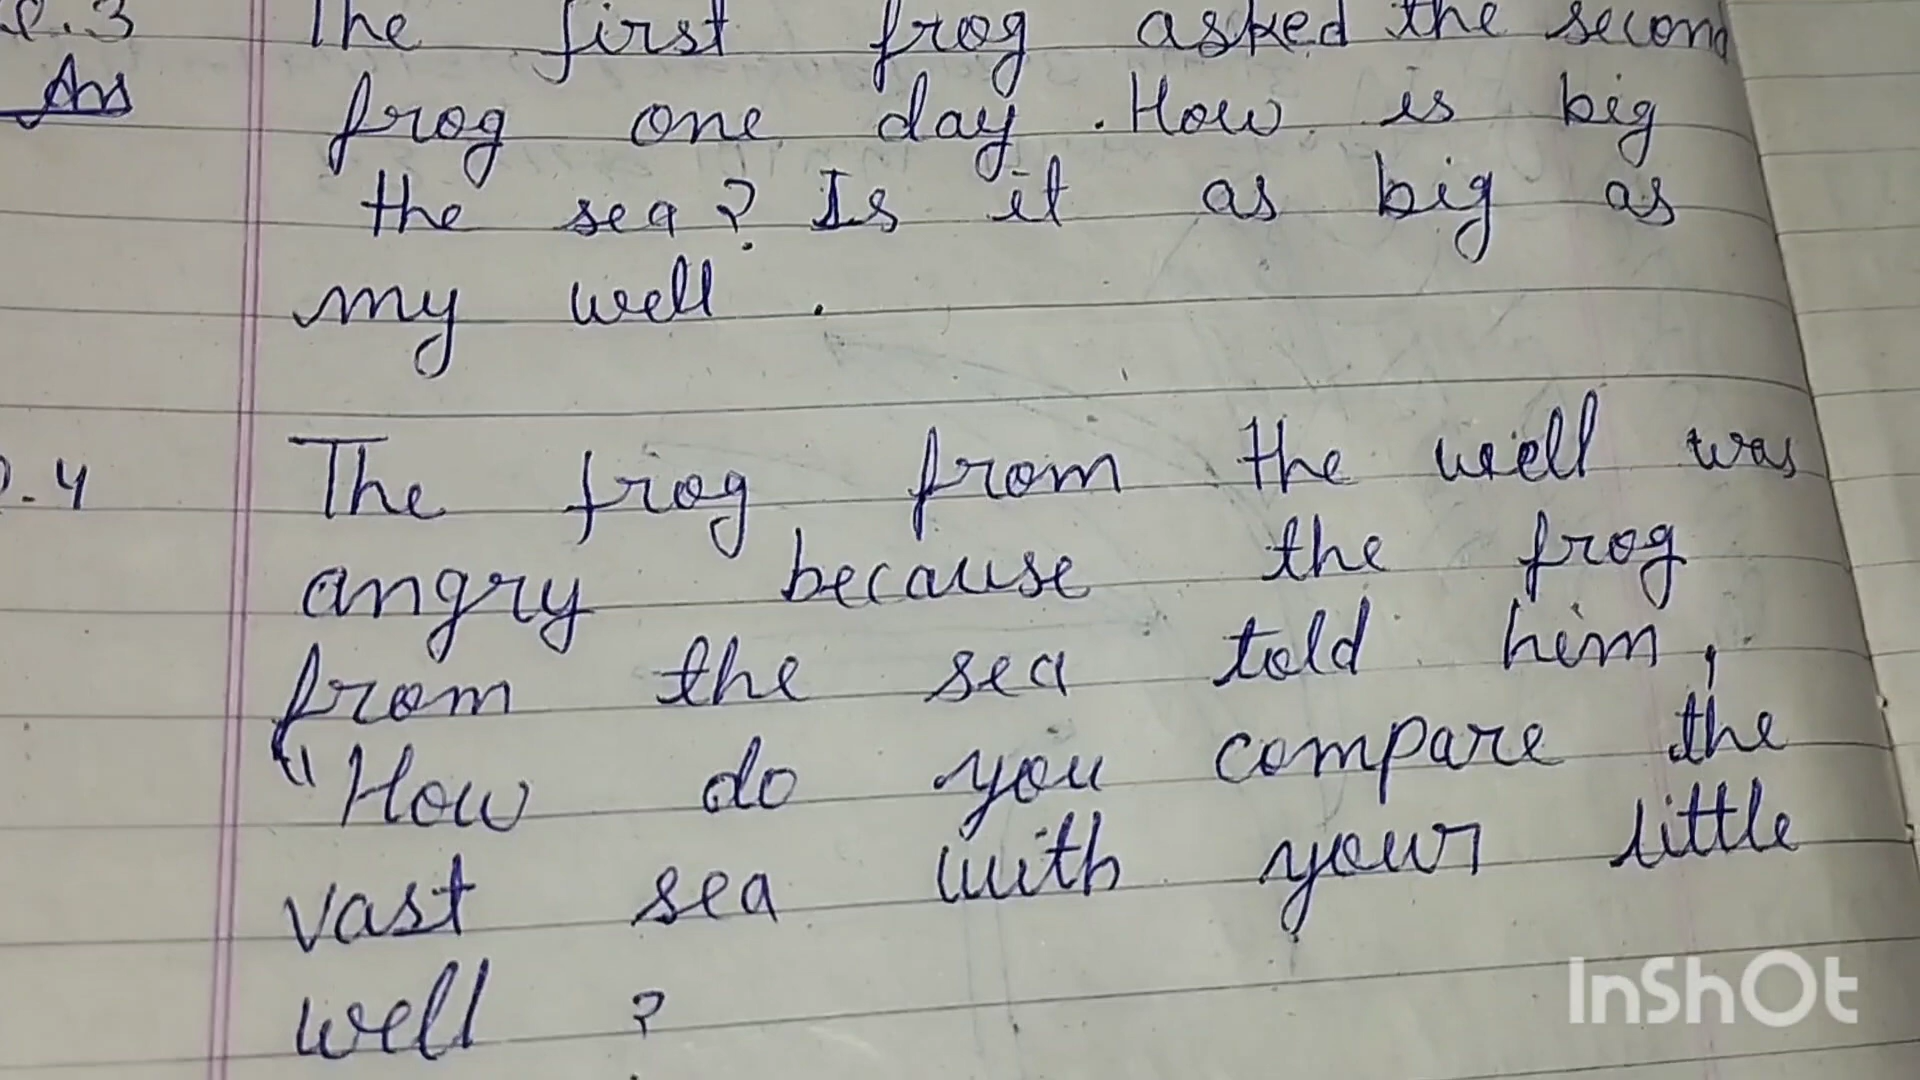 Q.3 The first frog asked the second
Ans frog one day. How is big
the sea? Is it as big as
my well.
Q.4 The frog from the well was
angry because the frog
from the sea told him,
"How do you compare the
vast sea with your little
well ?
InShOt